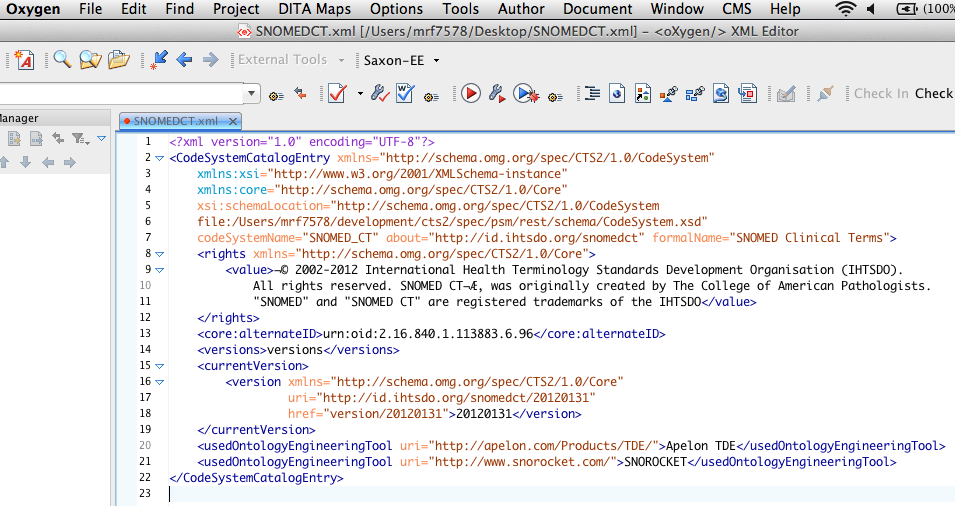 Oxygen File Edit Find Project DITA Maps Options Tools Author Document Window CMS Help (100%
SNOMEDCT.xml [/Users/mrf7578/Desktop/SNOMEDCT.xml] – <oXygen/> XML Editor
External Tools Saxon-EE
Check In Check
Manager
SNOMEDCT.xml
1 <?xml version="1.0" encoding="UTF-8"?>
2 <CodeSystemCatalogEntry xmlns="http://schema.omg.org/spec/CTS2/1.0/CodeSystem"
3 xmlns:xsi="http://www.w3.org/2001/XMLSchema-instance"
4 xmlns:core="http://schema.omg.org/spec/CTS2/1.0/Core"
5 xsi:schemaLocation="http://schema.omg.org/spec/CTS2/1.0/CodeSystem
6 file:/Users/mrf7578/development/cts2/spec/psm/rest/schema/CodeSystem.xsd"
7 codeSystemName="SNOMED_CT" about="http://id.ihtsdo.org/snomedct" formalName="SNOMED Clinical Terms">
8 <rights xmlns="http://schema.omg.org/spec/CTS2/1.0/Core">
9 <value>¬© 2002-2012 International Health Terminology Standards Development Organisation (IHTSDO).
10 All rights reserved. SNOMED CT¬Æ, was originally created by The College of American Pathologists.
11 "SNOMED" and "SNOMED CT" are registered trademarks of the IHTSDO</value>
12 </rights>
13 <core:alternateID>urn:oid:2.16.840.1.113883.6.96</core:alternateID>
14 <versions>versions</versions>
15 <currentVersion>
16 <version xmlns="http://schema.omg.org/spec/CTS2/1.0/Core"
17 uri="http://id.ihtsdo.org/snomedct/20120131"
18 href="version/20120131">20120131</version>
19 </currentVersion>
20 <usedOntologyEngineeringTool uri="http://apelon.com/Products/TDE/">Apelon TDE</usedOntologyEngineeringTool>
21 <usedOntologyEngineeringTool uri="http://www.snorocket.com/">SNOROCKET</usedOntologyEngineeringTool>
22 </CodeSystemCatalogEntry>
23